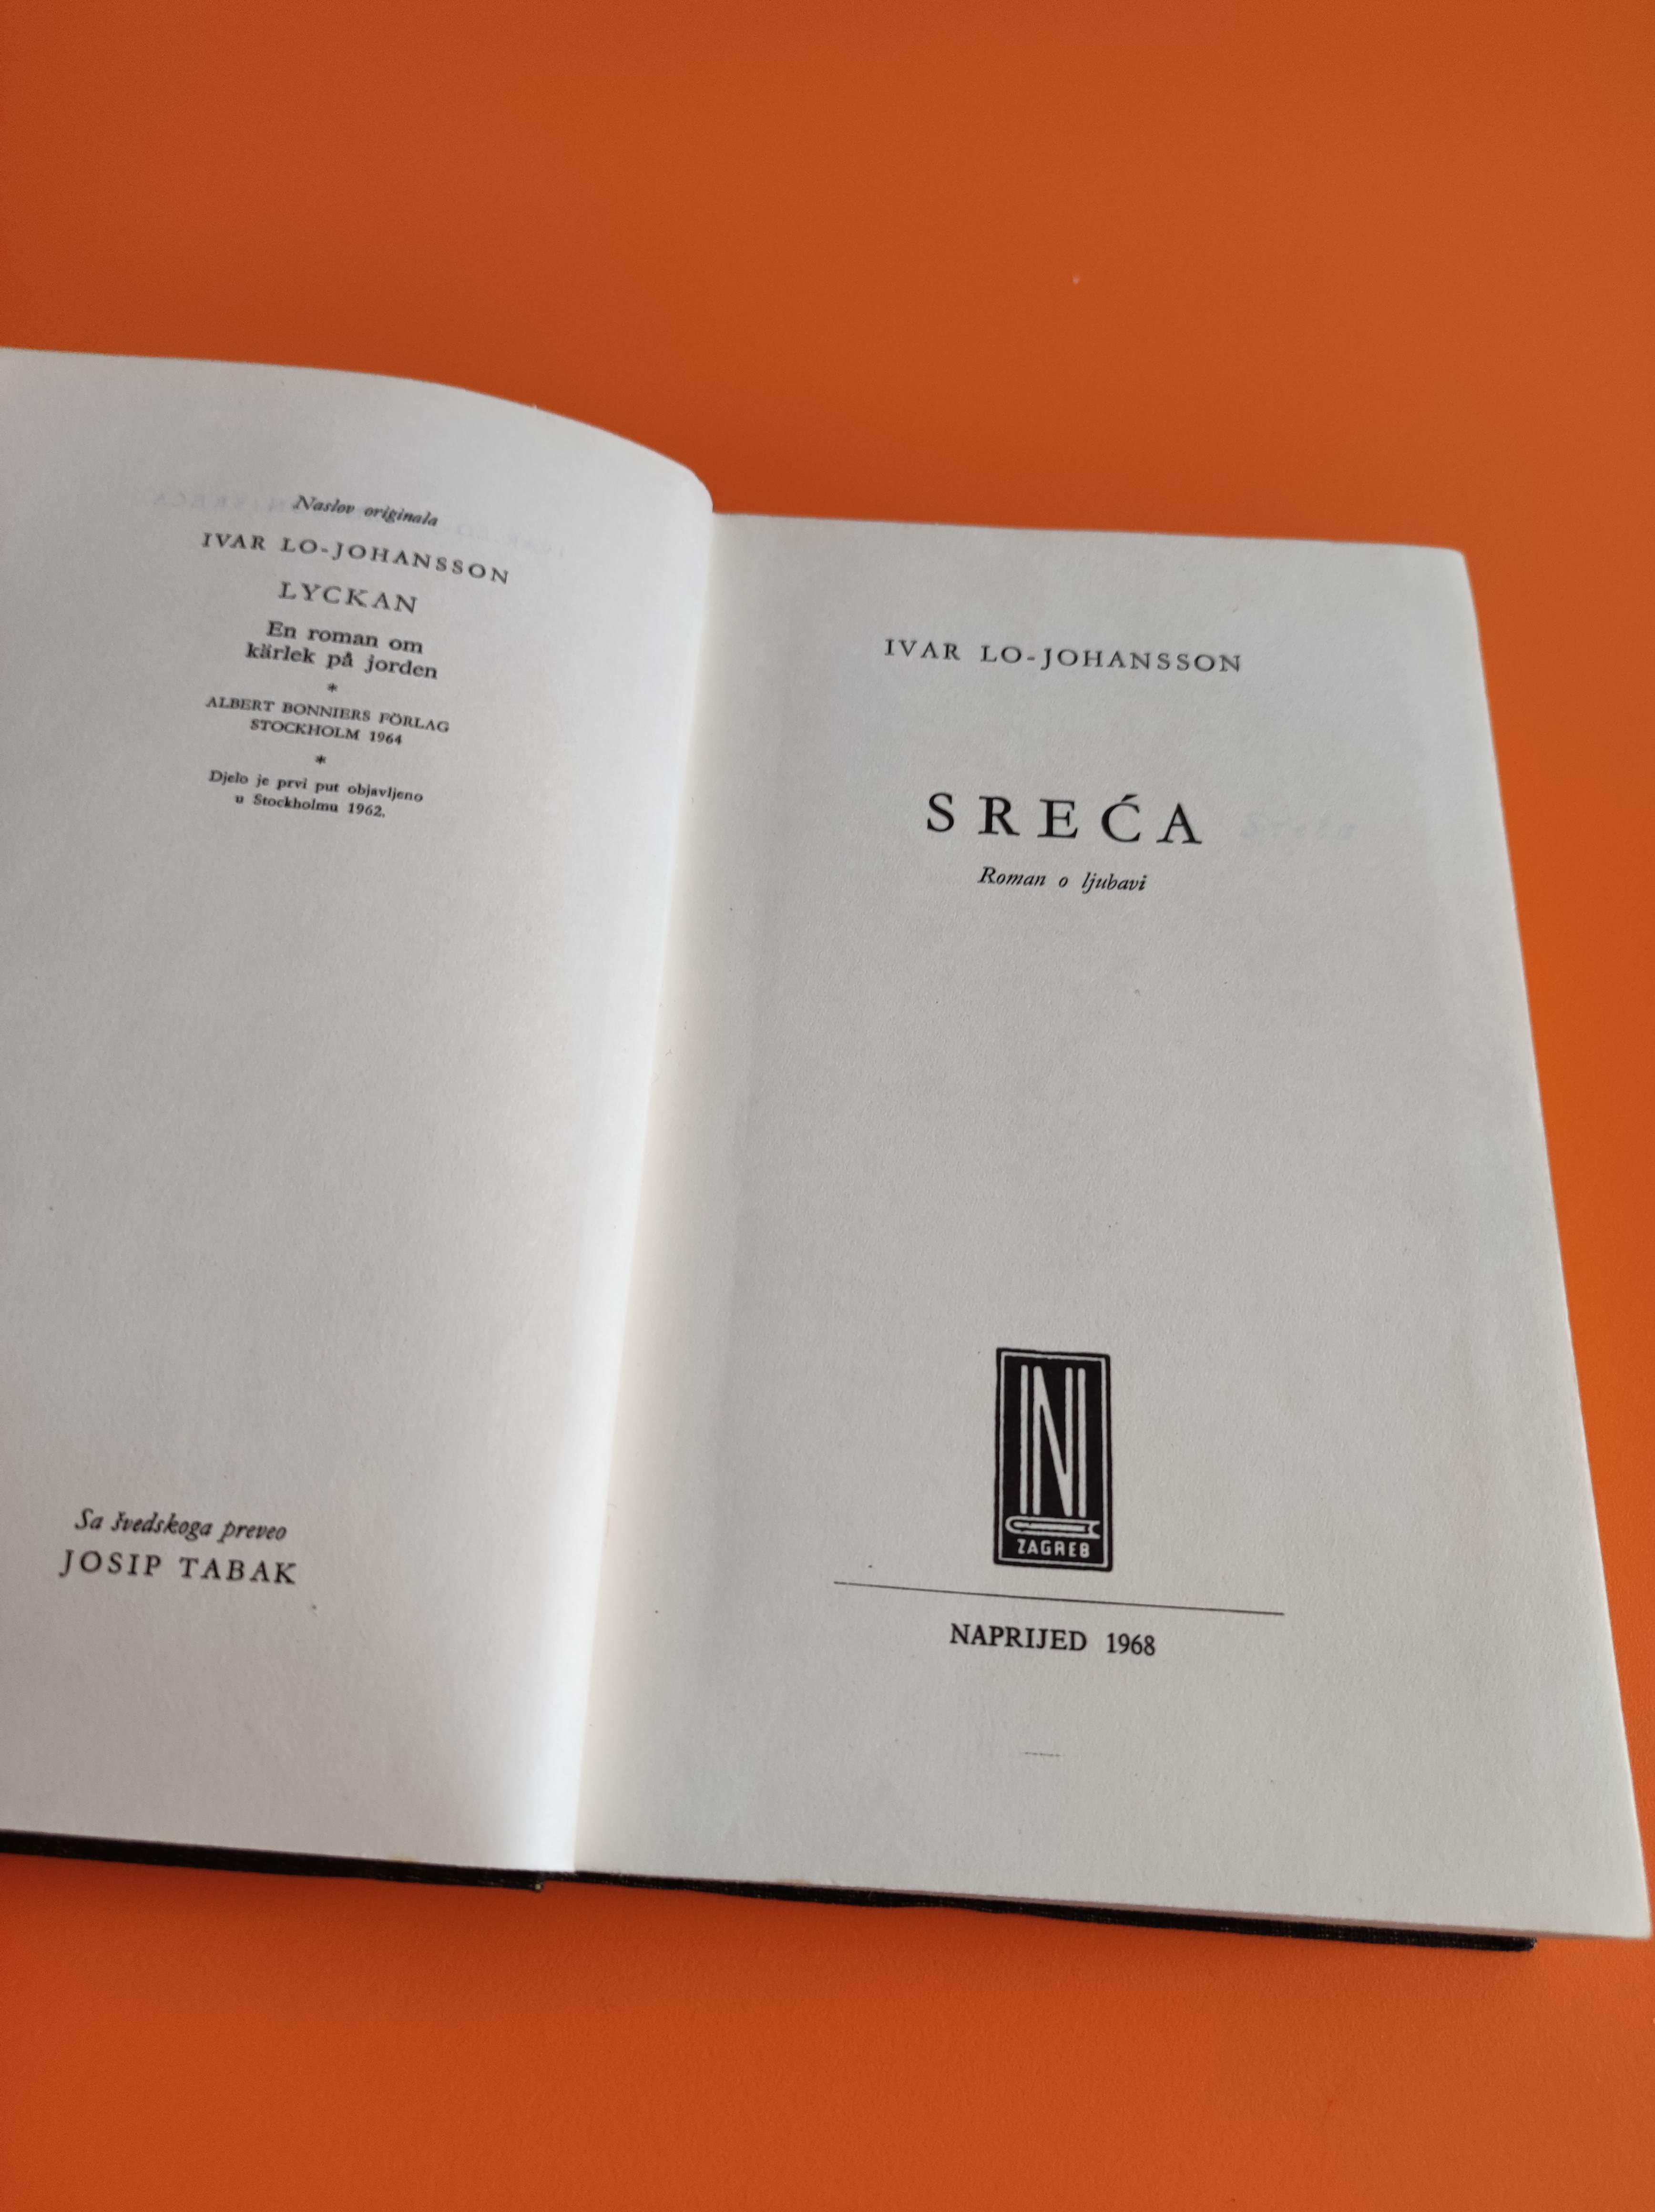 Naslov originala
IVAR LO-JOHANSSON
LYCKAN
En roman om
kärlek på jorden
*
ALBERT BONNIERS FÖRLAG
STOCKHOLM 1964
*
Djelo je prvi put objavljeno
u Stockholmu 1962.
Sa švedskoga preveo
JOSIP TABAK
IVAR LO-JOHANSSON
SREĆA
Roman o ljubavi
N
ZAGREB
NAPRIJED 1968